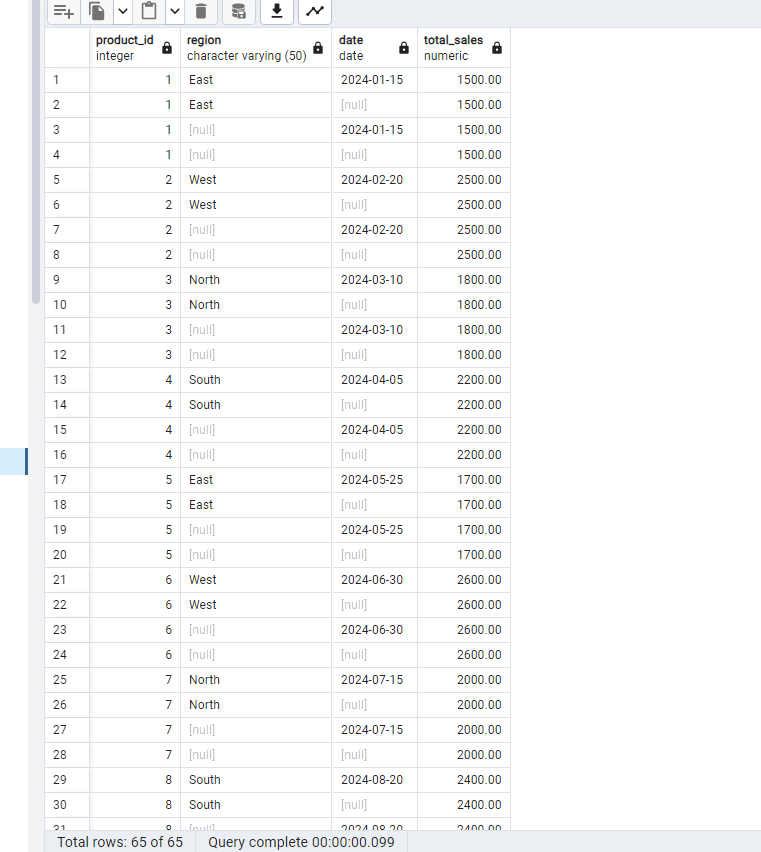 product_id region date total_sales
integer character varying (50) date numeric
1 1 East 2024-01-15 1500.00
2 1 East [null] 1500.00
3 1 [null] 2024-01-15 1500.00
4 1 [null] [null] 1500.00
5 2 West 2024-02-20 2500.00
6 2 West [null] 2500.00
7 2 [null] 2024-02-20 2500.00
8 2 [null] [null] 2500.00
9 3 North 2024-03-10 1800.00
10 3 North [null] 1800.00
11 3 [null] 2024-03-10 1800.00
12 3 [null] [null] 1800.00
13 4 South 2024-04-05 2200.00
14 4 South [null] 2200.00
15 4 [null] 2024-04-05 2200.00
16 4 [null] [null] 2200.00
17 5 East 2024-05-25 1700.00
18 5 East [null] 1700.00
19 5 [null] 2024-05-25 1700.00
20 5 [null] [null] 1700.00
21 6 West 2024-06-30 2600.00
22 6 West [null] 2600.00
23 6 [null] 2024-06-30 2600.00
24 6 [null] [null] 2600.00
25 7 North 2024-07-15 2000.00
26 7 North [null] 2000.00
27 7 [null] 2024-07-15 2000.00
28 7 [null] [null] 2000.00
29 8 South 2024-08-20 2400.00
30 8 South [null] 2400.00
31 8 [null] 2024-08-20 2400.00
Total rows: 65 of 65 Query complete 00:00:00.099